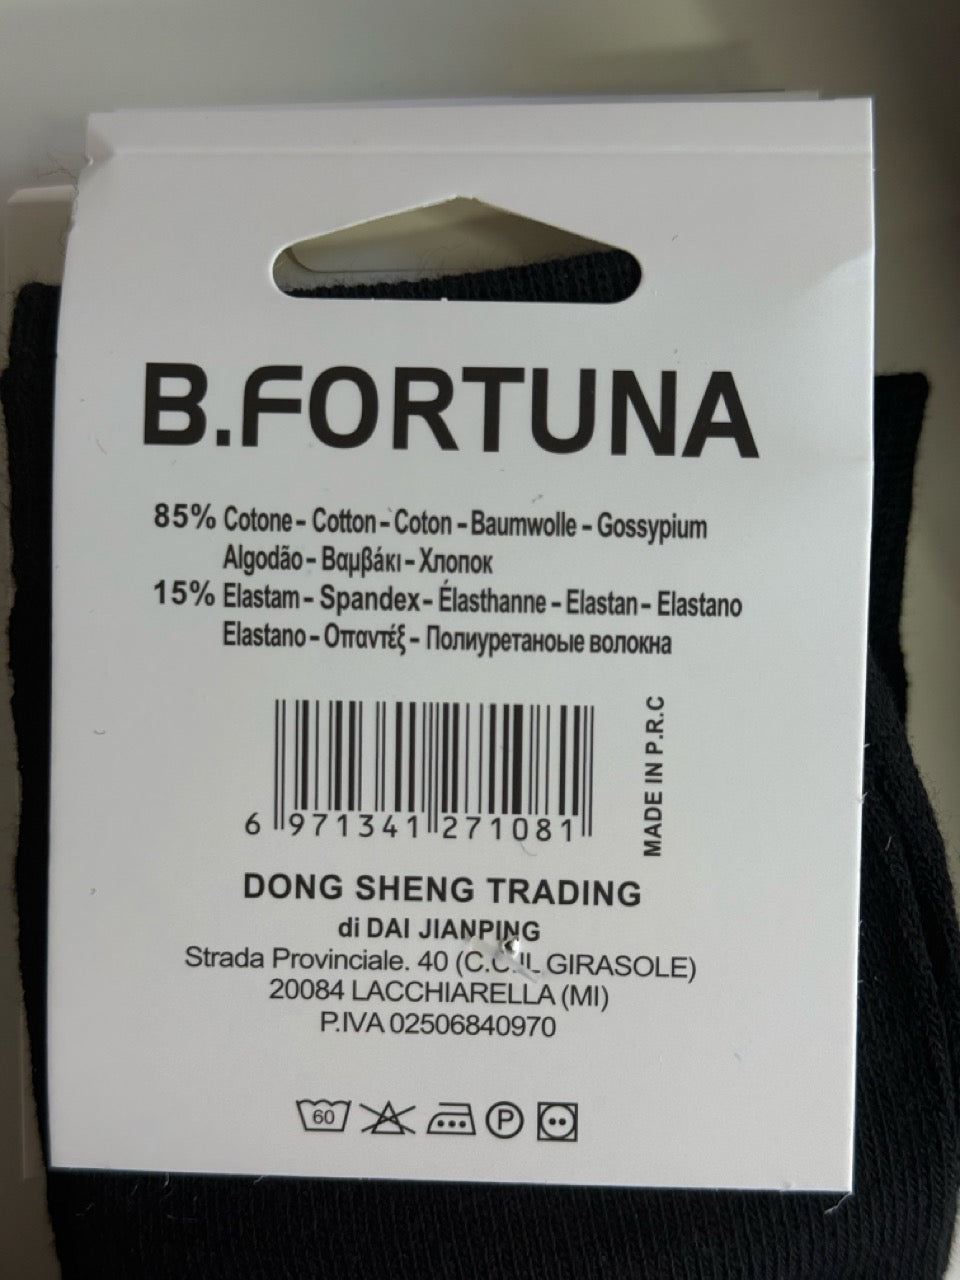 B.FORTUNA
85% Cotone - Cotton - Coton - Baumwolle - Gossypium
Algodão - Βαμβάκι - Хлопок
15% Elastam - Spandex - Élasthanne - Elastan - Elastano
Elastano - Οπαντέξ - Полиуретаноые волокна
MADE IN P.R.C
6 971341 271081
DONG SHENG TRADING
di DAI JIANPING
Strada Provinciale. 40 (IL GIRASOLE)
20084 LACCHIARELLA (MI)
P.IVA 02506840970
60
P